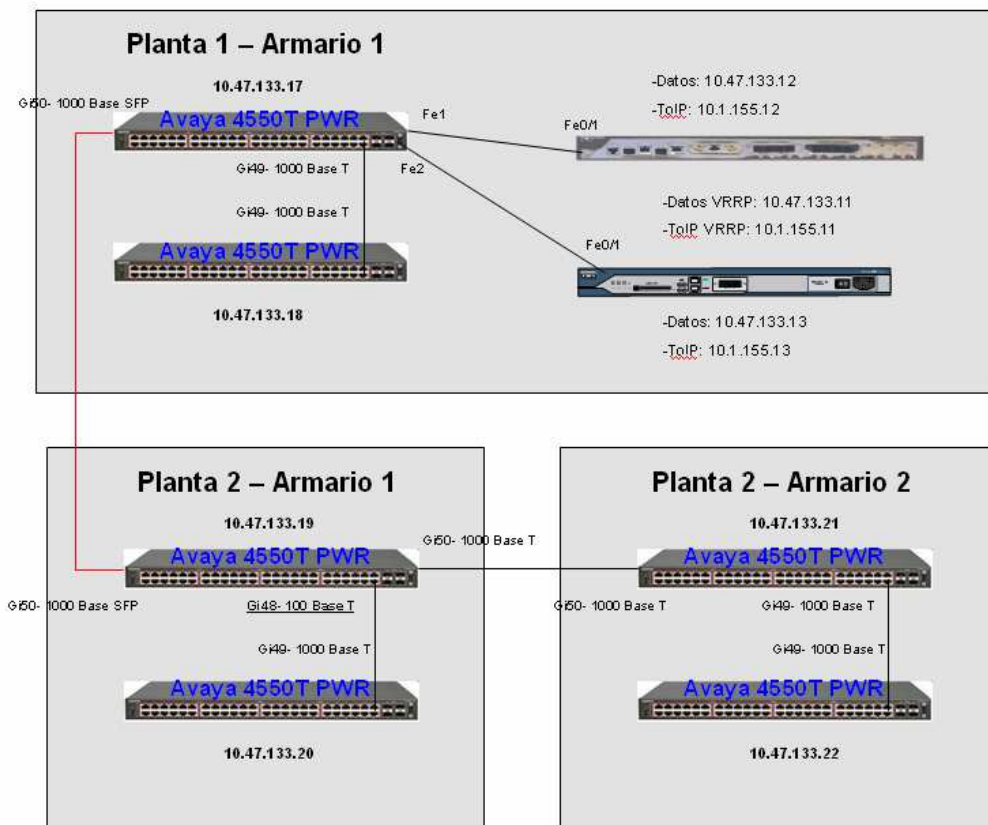 Planta 1 – Armario 1
10.47.133.17
Gi50- 1000 Base SFP
Avaya 4550T PWR
Fe1
Fe2
Gi49- 1000 Base T
Gi49- 1000 Base T
Avaya 4550T PWR
10.47.133.18
-Datos: 10.47.133.12
-ToIP: 10.1.155.12
Fe0/1
-Datos VRRP: 10.47.133.11
-ToIP VRRP: 10.1.155.11
Fe0/1
-Datos: 10.47.133.13
-ToIP: 10.1.155.13
Planta 2 – Armario 1
10.47.133.19
Gi50- 1000 Base T
Avaya 4550T PWR
Gi50- 1000 Base SFP
Gi48- 100 Base T
Gi49- 1000 Base T
Avaya 4550T PWR
10.47.133.20
Planta 2 – Armario 2
10.47.133.21
Avaya 4550T PWR
Gi50- 1000 Base T
Gi49- 1000 Base T
Gi49- 1000 Base T
Avaya 4550T PWR
10.47.133.22